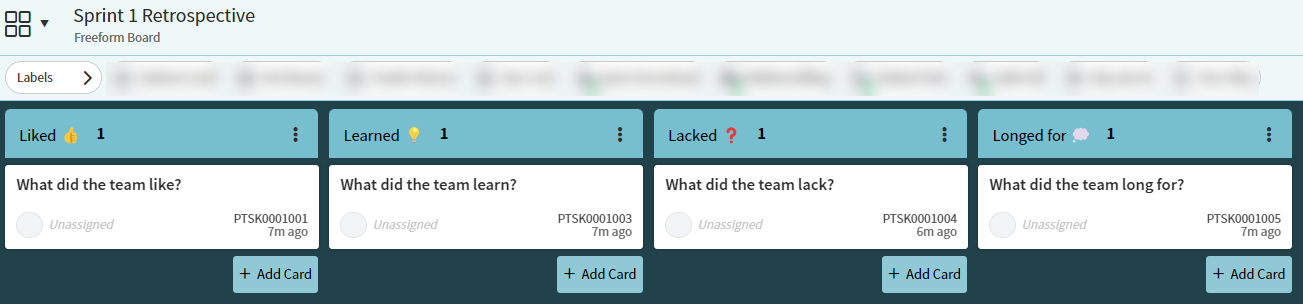 Sprint 1 Retrospective
Freeform Board
Labels
Liked 👍 1
Learned 💡 1
Lacked ❓ 1
Longed for 💭 1
What did the team like?
Unassigned
PTSK0001001
7m ago
+ Add Card
What did the team learn?
Unassigned
PTSK0001003
7m ago
+ Add Card
What did the team lack?
Unassigned
PTSK0001004
6m ago
+ Add Card
What did the team long for?
Unassigned
PTSK0001005
7m ago
+ Add Card